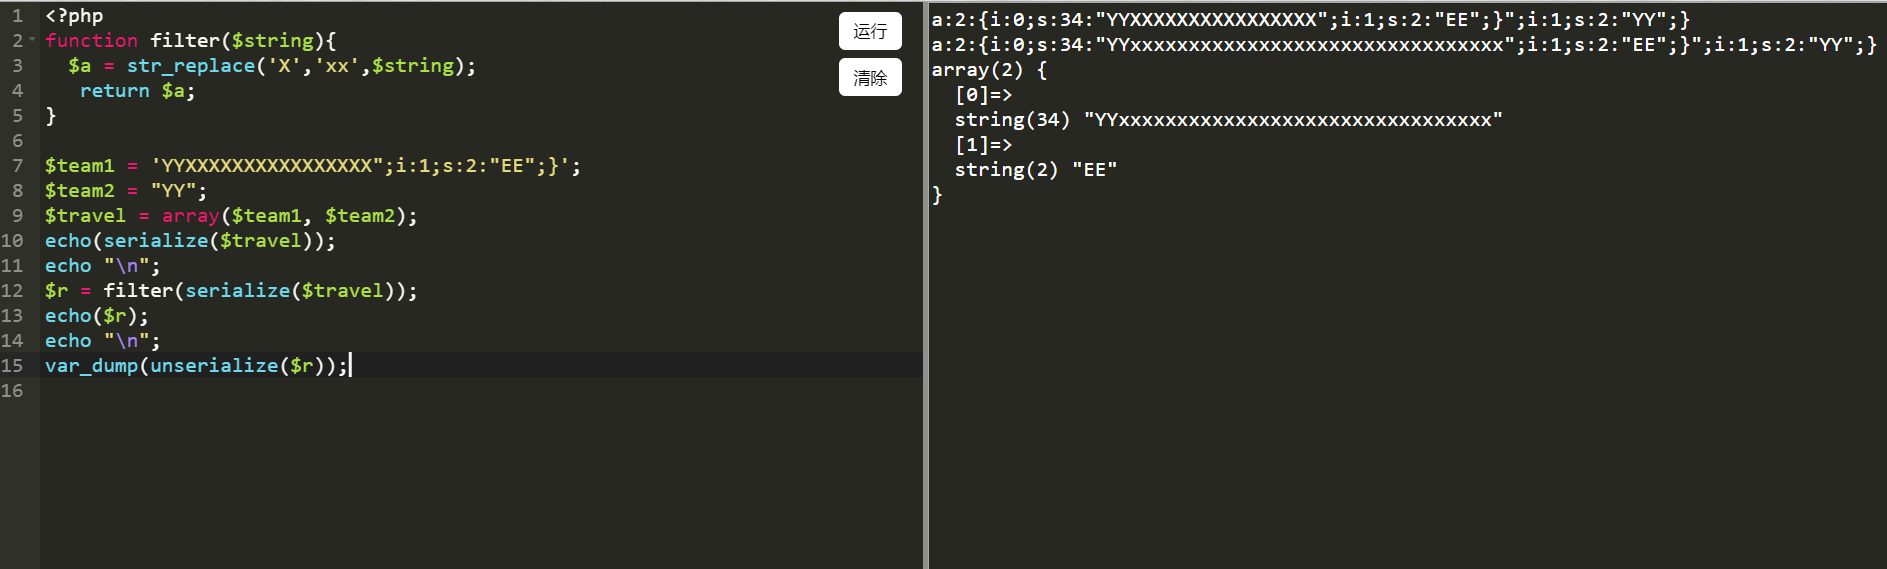 1 <?php
2 function filter($string){
3   $a = str_replace('X','xx',$string);
4    return $a;
5 }
6
7 $team1 = 'YYXXXXXXXXXXXXXXXX";i:1;s:2:"EE";}';
8 $team2 = "YY";
9 $travel = array($team1, $team2);
10 echo(serialize($travel));
11 echo "\n";
12 $r = filter(serialize($travel));
13 echo($r);
14 echo "\n";
15 var_dump(unserialize($r));
16
运行
清除
a:2:{i:0;s:34:"YYXXXXXXXXXXXXXXXX";i:1;s:2:"EE";}";i:1;s:2:"YY";}
a:2:{i:0;s:34:"YYxxxxxxxxxxxxxxxxxxxxxxxxxxxxxxxx";i:1;s:2:"EE";}";i:1;s:2:"YY";}
array(2) {
  [0]=>
  string(34) "YYxxxxxxxxxxxxxxxxxxxxxxxxxxxxxxxx"
  [1]=>
  string(2) "EE"
}